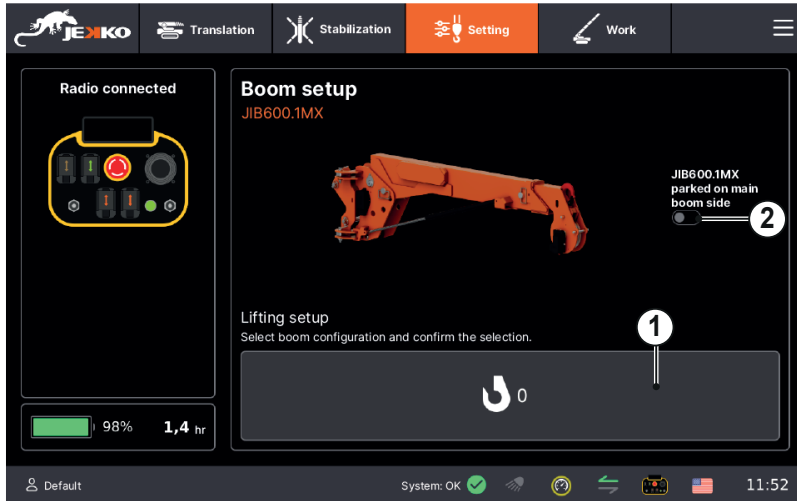 JEKKO
Translation
Stabilization
Setting
Work
Radio connected
Boom setup
JIB600.1MX
JIB600.1MX
parked on main
boom side
2
Lifting setup
Select boom configuration and confirm the selection.
1
0
98%
1,4 hr
Default
System: OK
11:52